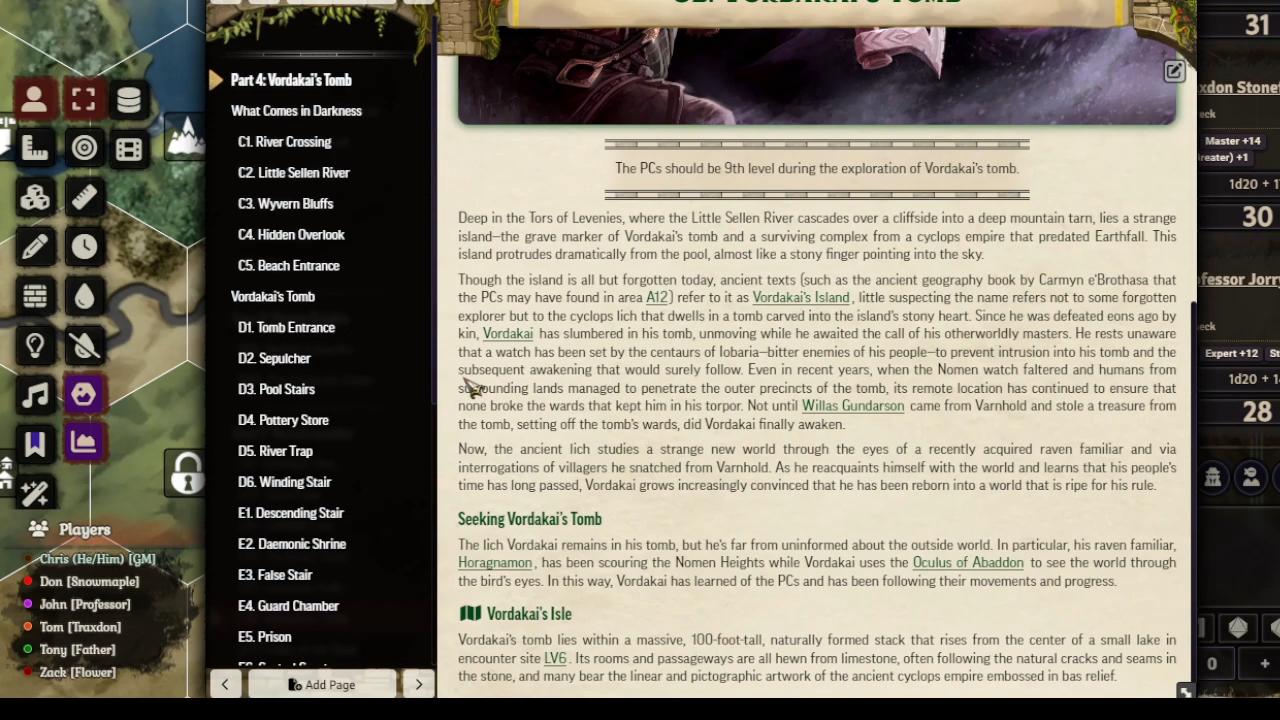 Players
Chris (He/Him) [GM]
Don [Snowmaple]
John [Professor]
Tom [Traxdon]
Tony [Father]
Zack [Flower]
Part 4: Vordakai's Tomb
What Comes in Darkness
C1. River Crossing
C2. Little Sellen River
C3. Wyvern Bluffs
C4. Hidden Overlook
C5. Beach Entrance
Vordakai's Tomb
D1. Tomb Entrance
D2. Sepulcher
D3. Pool Stairs
D4. Pottery Store
D5. River Trap
D6. Winding Stair
E1. Descending Stair
E2. Daemonic Shrine
E3. False Stair
E4. Guard Chamber
E5. Prison
Add Page
The PCs should be 9th level during the exploration of Vordakai's tomb.
Deep in the Tors of Levenies, where the Little Sellen River cascades over a cliffside into a deep mountain tarn, lies a strange
island—the grave marker of Vordakai's tomb and a surviving complex from a cyclops empire that predated Earthfall. This
island protrudes dramatically from the pool, almost like a stony finger pointing into the sky.
Though the island is all but forgotten today, ancient texts (such as the ancient geography book by Carmyn e'Brothasa that
the PCs may have found in area A12) refer to it as Vordakai's Island, little suspecting the name refers not to some forgotten
explorer but to the cyclops lich that dwells in a tomb carved into the island's stony heart. Since he was defeated eons ago by
kin, Vordakai has slumbered in his tomb, unmoving while he awaited the call of his otherworldly masters. He rests unaware
that a watch has been set by the centaurs of Iobaria—bitter enemies of his people—to prevent intrusion into his tomb and the
subsequent awakening that would surely follow. Even in recent years, when the Nomen watch faltered and humans from
surrounding lands managed to penetrate the outer precincts of the tomb, its remote location has continued to ensure that
none broke the wards that kept him in his torpor. Not until Willas Gundarson came from Varnhold and stole a treasure from
the tomb, setting off the tomb's wards, did Vordakai finally awaken.
Now, the ancient lich studies a strange new world through the eyes of a recently acquired raven familiar and via
interrogations of villagers he snatched from Varnhold. As he reacquaints himself with the world and learns that his people's
time has long passed, Vordakai grows increasingly convinced that he has been reborn into a world that is ripe for his rule.
Seeking Vordakai's Tomb
The lich Vordakai remains in his tomb, but he's far from uninformed about the outside world. In particular, his raven familiar,
Horagnamon, has been scouring the Nomen Heights while Vordakai uses the Oculus of Abaddon to see the world through
the bird's eyes. In this way, Vordakai has learned of the PCs and has been following their movements and progress.
Vordakai's Isle
Vordakai's tomb lies within a massive, 100-foot-tall, naturally formed stack that rises from the center of a small lake in
encounter site LV6. Its rooms and passageways are all hewn from limestone, often following the natural cracks and seams in
the stone, and many bear the linear and pictographic artwork of the ancient cyclops empire embossed in bas relief.
31
xdon Stonef
eck
Master +14
reater) +1
1d20 + 1
30
fessor Jorry
eck
Expert +12
St
1d20 + 1
28
0
+